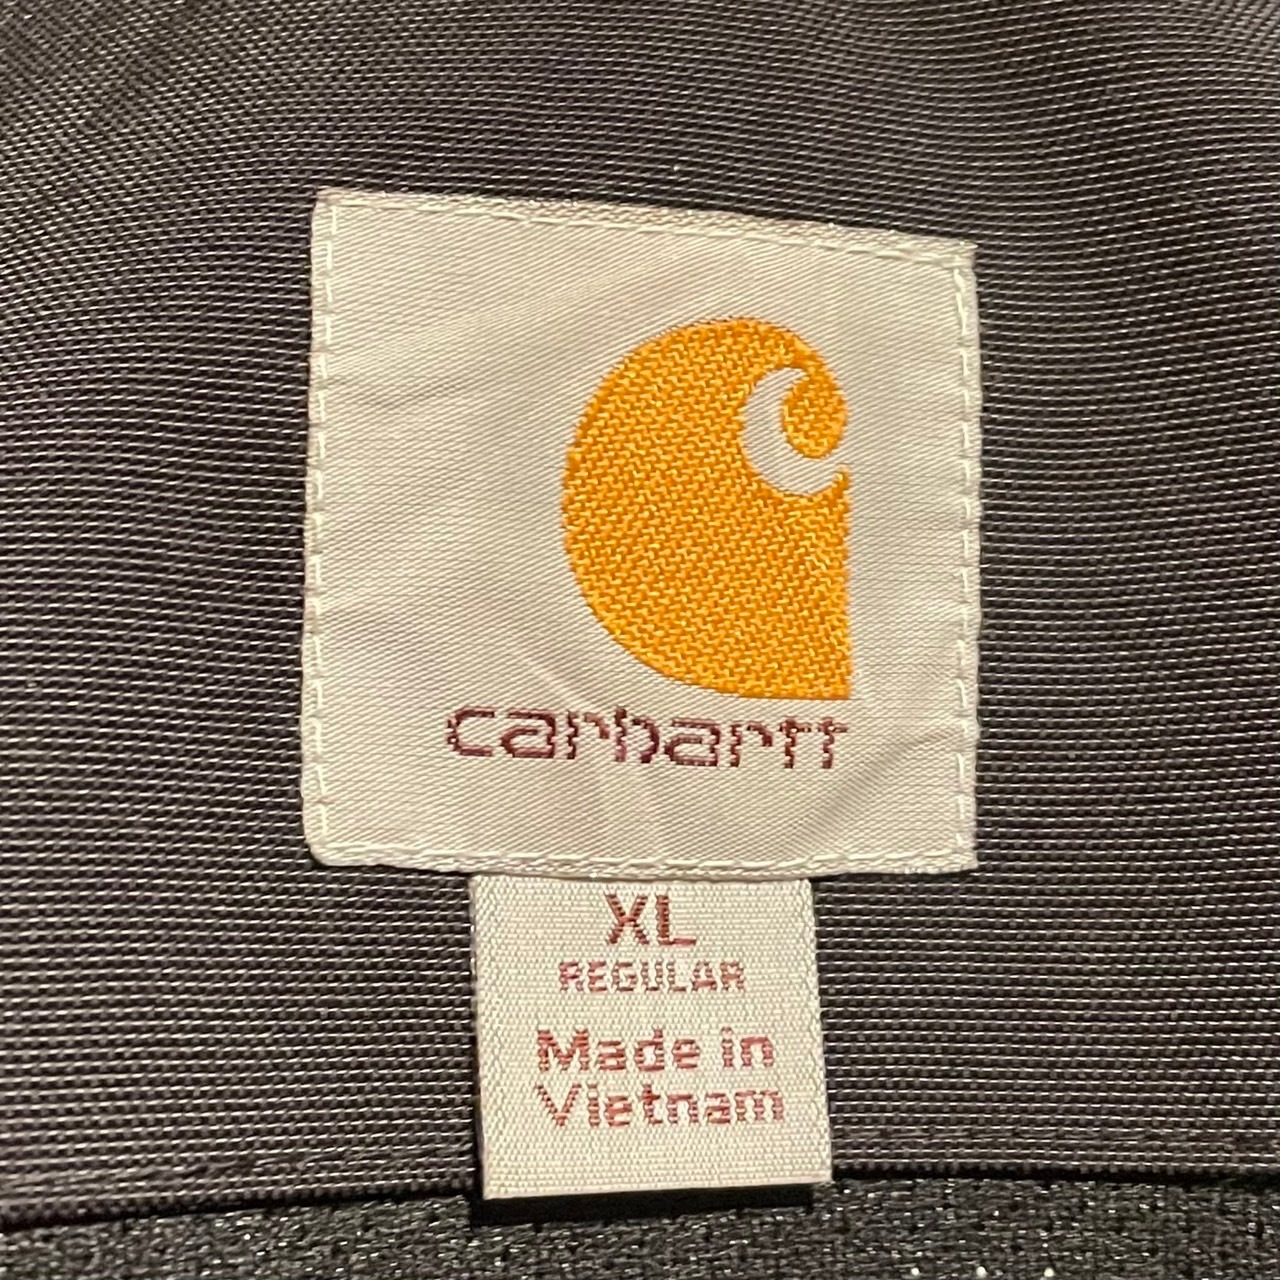 carhartt
XL
REGULAR
Made in
Vietnam